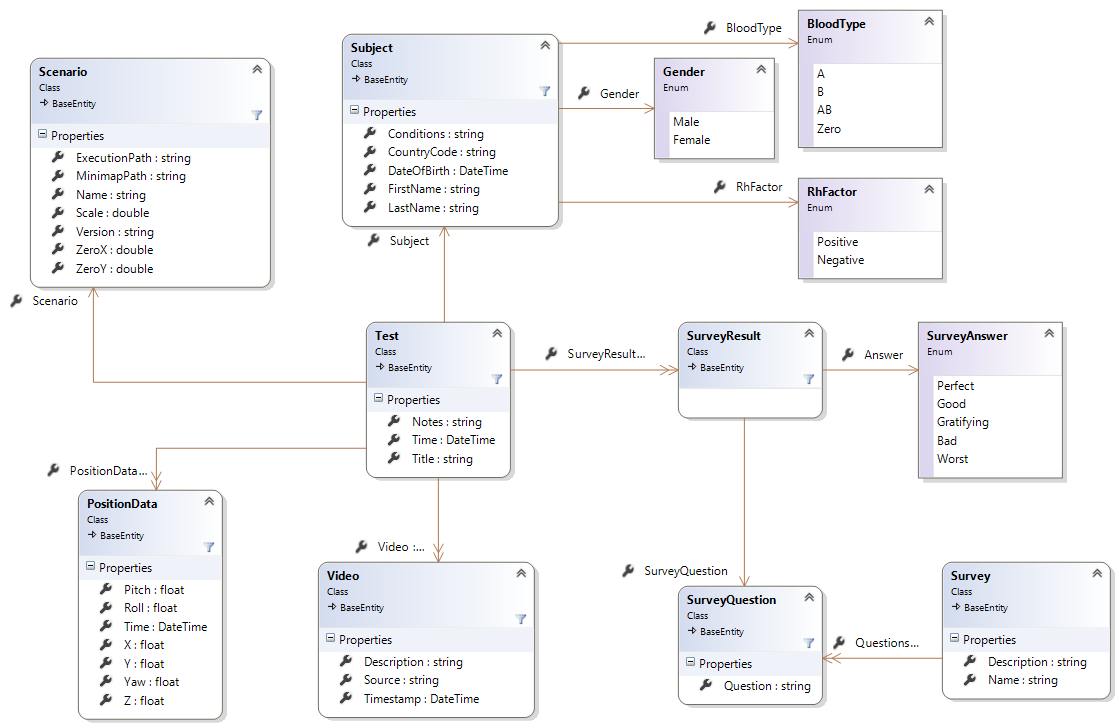 Scenario
Class
BaseEntity
Properties
ExecutionPath : string
MinimapPath : string
Name : string
Scale : double
Version : string
ZeroX : double
ZeroY : double
Scenario
Subject
Class
BaseEntity
Properties
Conditions : string
CountryCode : string
DateOfBirth : DateTime
FirstName : string
LastName : string
Subject
BloodType
BloodType
Enum
A
B
AB
Zero
Gender
Gender
Enum
Male
Female
RhFactor
RhFactor
Enum
Positive
Negative
Test
Class
BaseEntity
Properties
Notes : string
Time : DateTime
Title : string
SurveyResult...
SurveyResult
Class
BaseEntity
Answer
SurveyAnswer
Enum
Perfect
Good
Gratifying
Bad
Worst
PositionData...
PositionData
Class
BaseEntity
Properties
Pitch : float
Roll : float
Time : DateTime
X : float
Y : float
Yaw : float
Z : float
Video :...
Video
Class
BaseEntity
Properties
Description : string
Source : string
Timestamp : DateTime
SurveyQuestion
SurveyQuestion
Class
BaseEntity
Properties
Question : string
Questions...
Survey
Class
BaseEntity
Properties
Description : string
Name : string